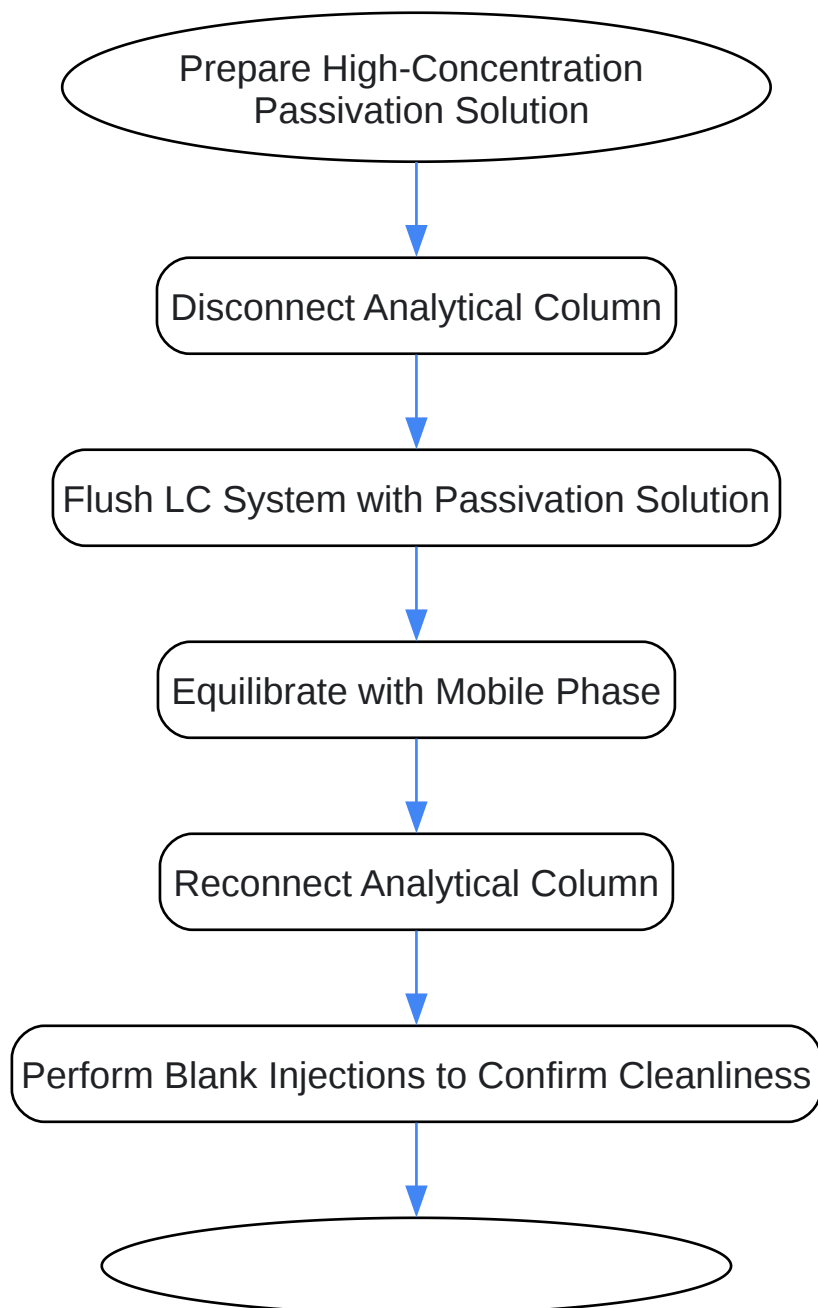 Prepare High-Concentration
Passivation Solution
Disconnect Analytical Column
Flush LC System with Passivation Solution
Equilibrate with Mobile Phase
Reconnect Analytical Column
Perform Blank Injections to Confirm Cleanliness